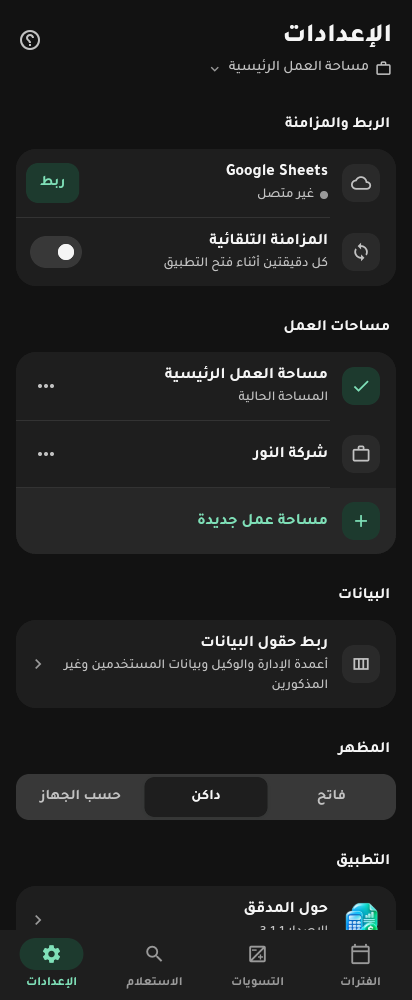 الإعدادات
مساحة العمل الرئيسية
الربط والمزامنة
Google Sheets
غير متصل
ربط
المزامنة التلقائية
كل دقيقتين أثناء فتح التطبيق
مساحات العمل
مساحة العمل الرئيسية
المساحة الحالية
شركة النور
مساحة عمل جديدة
البيانات
ربط حقول البيانات
أعمدة الإدارة والوكيل وبيانات المستخدمين وغير
المذكورين
المظهر
فاتح
داكن
حسب الجهاز
التطبيق
حول المدقق
الفترات
التسويات
الاستعلام
الإعدادات